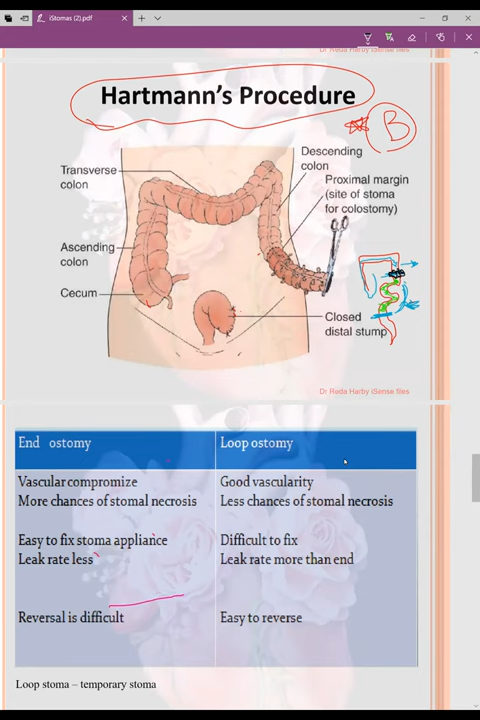 iStomas (2).pdf
Dr Reda Harby iSense files
Hartmann's Procedure
B
Descending
colon
Transverse
colon
Proximal margin
(site of stoma
for colostomy)
Ascending
colon
Cecum
Closed
distal stump
Dr Reda Harby iSense files
End ostomy
Loop ostomy
Vascular compromize
More chances of stomal necrosis
Good vascularity
Less chances of stomal necrosis
Easy to fix stoma appliance
Leak rate less
Difficult to fix
Leak rate more than end
Reversal is difficult
Easy to reverse
Loop stoma – temporary stoma